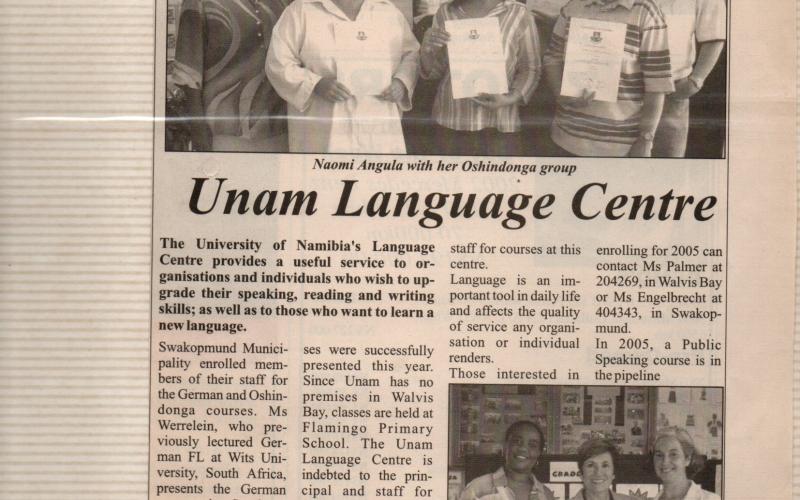 Naomi Angula with her Oshindonga group
Unam Language Centre
The University of Namibia's Language
Centre provides a useful service to or-
ganisations and individuals who wish to up-
grade their speaking, reading and writing
skills; as well as to those who want to learn a
new language.
Swakopmund Munici-
pality enrolled mem-
bers of their staff for
the German and Oshin-
donga courses. Ms
Werrelein, who pre-
viously lectured Ger-
man FL at Wits Uni-
versity, South Africa,
presents the German
ses were successfully
presented this year.
Since Unam has no
premises in Walvis
Bay, classes are held at
Flamingo Primary
School. The Unam
Language Centre is
indebted to the prin-
cipal and staff for
staff for courses at this
centre.
Language is an im-
portant tool in daily life
and affects the quality
of service any organi-
sation or individual
renders.
Those interested in
enrolling for 2005 can
contact Ms Palmer at
204269, in Walvis Bay
or Ms Engelbrecht at
404343, in Swakop-
mund.
In 2005, a Public
Speaking course is in
the pipeline
GRADE